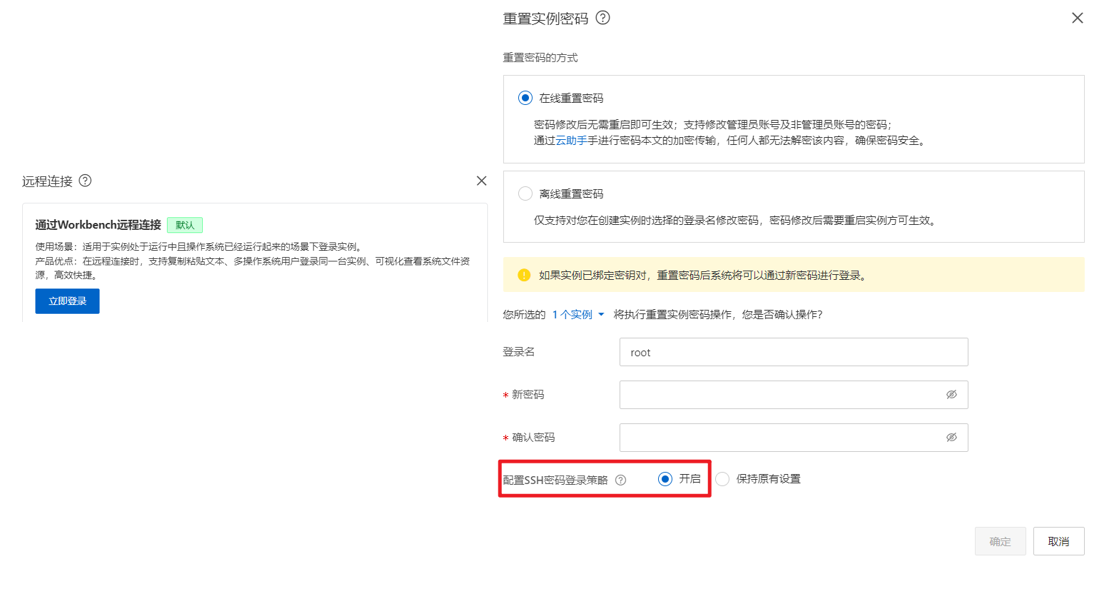 远程连接
通过Workbench远程连接 默认
使用场景：适用于实例处于运行中且操作系统已经运行起来的场景下登录实例。
产品优点：在远程连接时，支持复制粘贴文本、多操作系统用户登录同一台实例、可视化查看系统文件资
源，高效快捷。
立即登录
重置实例密码
重置密码的方式
在线重置密码
密码修改后无需重启即可生效；支持修改管理员账号及非管理员账号的密码；
通过云助手手进行密码本文的加密传输，任何人都无法解密该内容，确保密码安全。
离线重置密码
仅支持对您在创建实例时选择的登录名修改密码，密码修改后需要重启实例方可生效。
如果实例已绑定密钥对，重置密码后系统将可以通过新密码进行登录。
您所选的 1 个实例 将执行重置实例密码操作，您是否确认操作？
登录名 root
* 新密码
* 确认密码
配置SSH密码登录策略 开启 保持原有设置
确定 取消